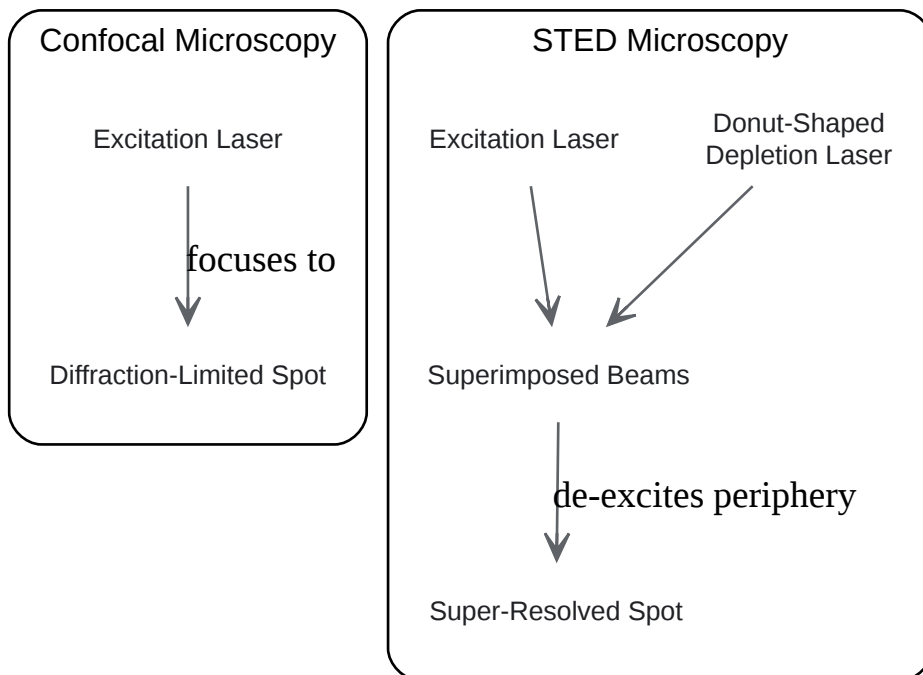 Confocal Microscopy
Excitation Laser
focuses to
Diffraction-Limited Spot
STED Microscopy
Excitation Laser
Donut-Shaped
Depletion Laser
Superimposed Beams
de-excites periphery
Super-Resolved Spot